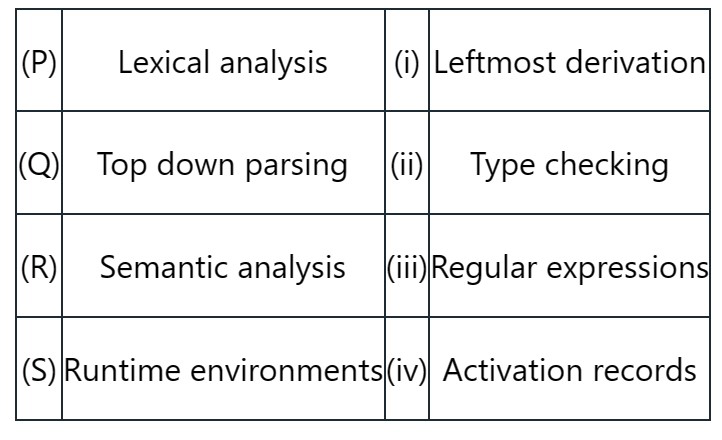 (P) Lexical analysis (i) Leftmost derivation
(Q) Top down parsing (ii) Type checking
(R) Semantic analysis (iii) Regular expressions
(S) Runtime environments (iv) Activation records